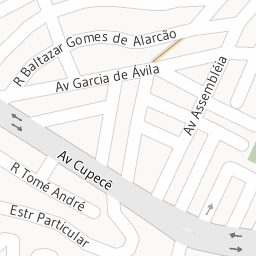 R Baltazar Gomes de Alarcão
Av Garcia de Ávila
Av Assembléia
Av Cupecê
R Tomé André
Estr Particular